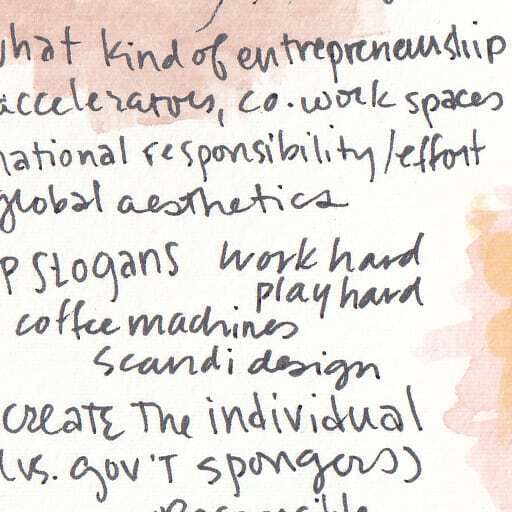 what kind of entrepreneurship
accelerators, co.work spaces
national responsibility/effort
global aesthetics
P Slogans work hard
play hard
coffee machines
Scandi design
create The individual
(vs. gov'T spongers)
Responsible